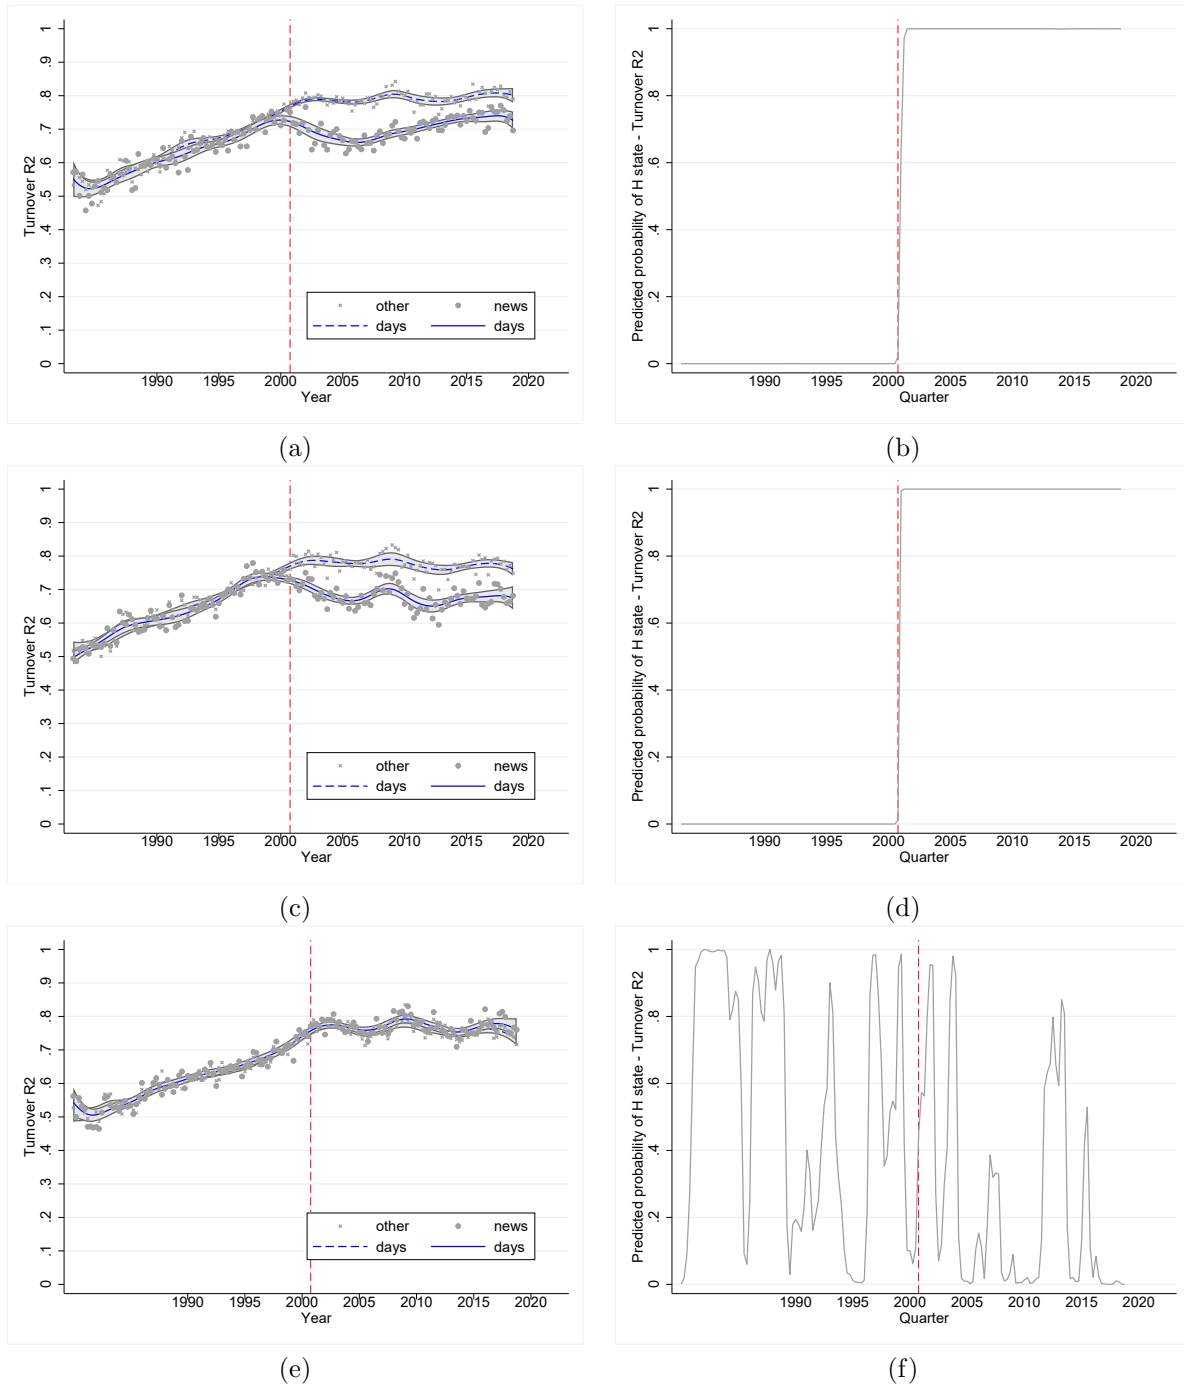 1
.9
.8
.7
.6
.5
.4
.3
.2
.1
0
Turnover R2
other news
days days
1990 1995 2000 2005 2010 2015 2020
Year
(a)
1
.8
.6
.4
.2
0
Predicted probability of H state - Turnover R2
1990 1995 2000 2005 2010 2015 2020
Quarter
(b)
1
.9
.8
.7
.6
.5
.4
.3
.2
.1
0
Turnover R2
other news
days days
1990 1995 2000 2005 2010 2015 2020
Year
(c)
1
.8
.6
.4
.2
0
Predicted probability of H state - Turnover R2
1990 1995 2000 2005 2010 2015 2020
Quarter
(d)
1
.9
.8
.7
.6
.5
.4
.3
.2
.1
0
Turnover R2
other news
days days
1990 1995 2000 2005 2010 2015 2020
Year
(e)
1
.8
.6
.4
.2
0
Predicted probability of H state - Turnover R2
1990 1995 2000 2005 2010 2015 2020
Quarter
(f)